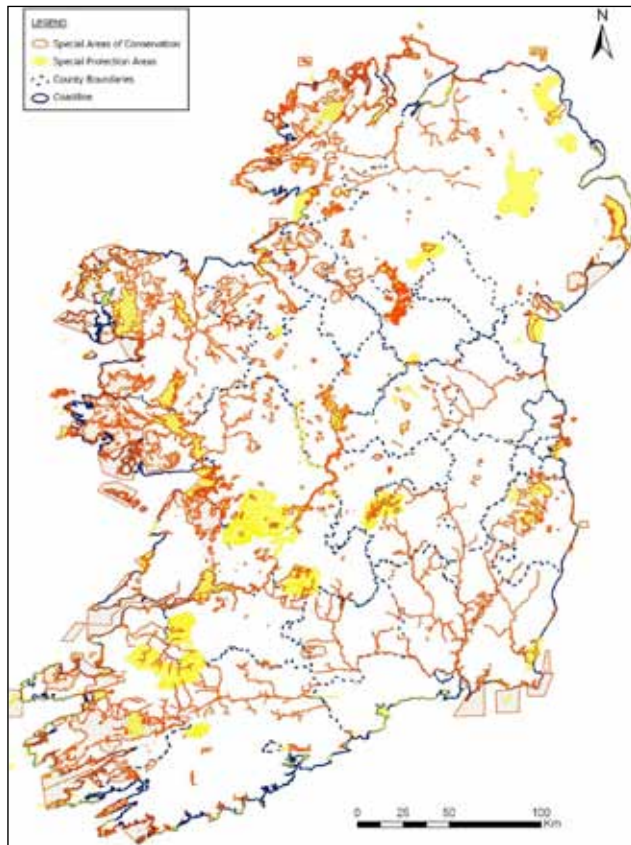 LEGEND
Special Areas of Conservation
Special Protection Areas
County Boundaries
Coastline
N
0 25 50 100
Km